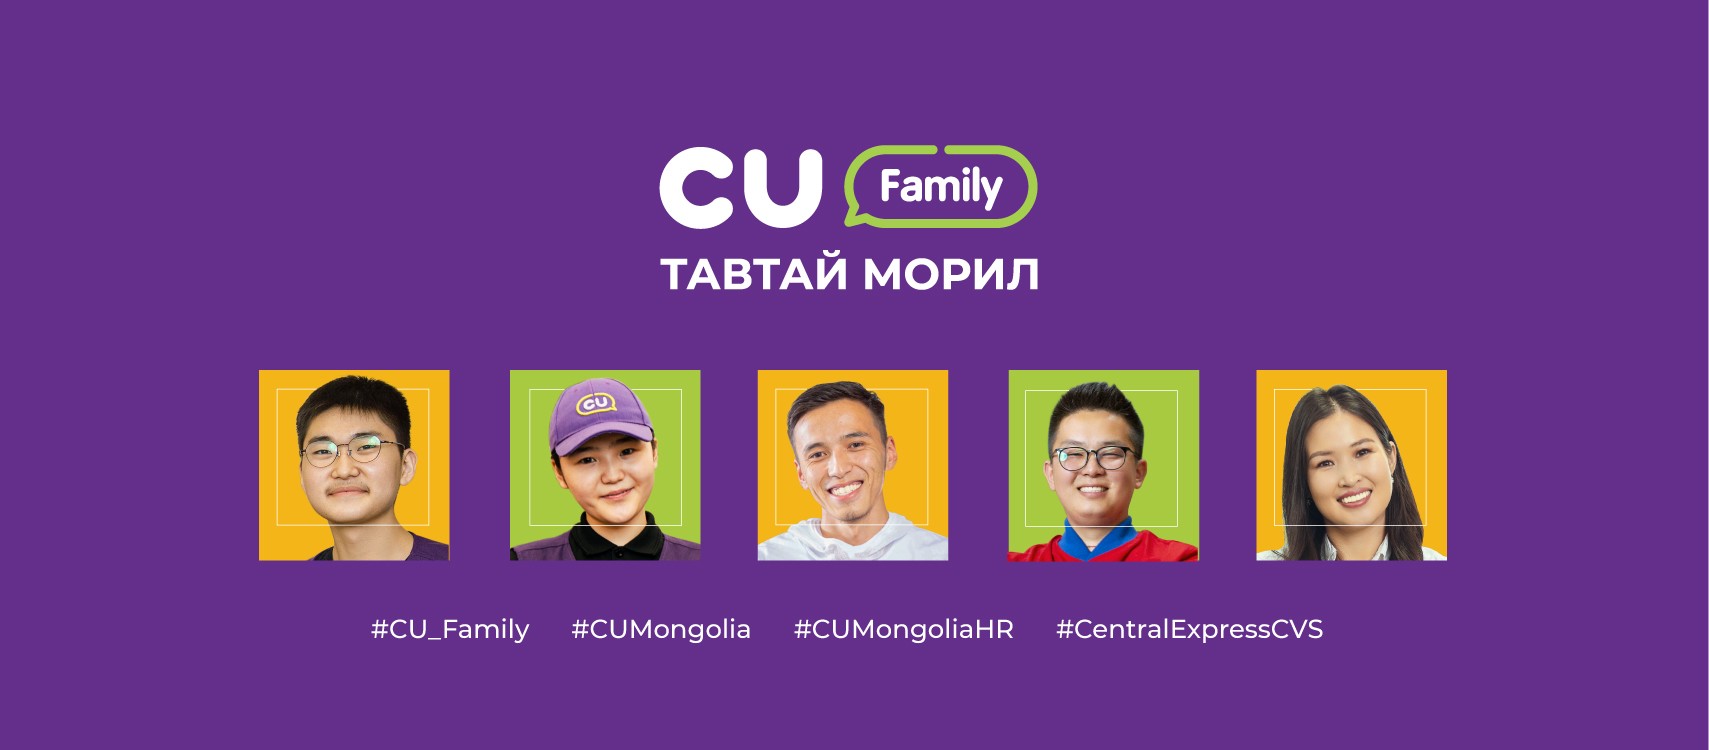 CU Family
ТАВТАЙ МОРИЛ
CU
#CU_Family #CUMongolia #CUMongoliaHR #CentralExpressCVS